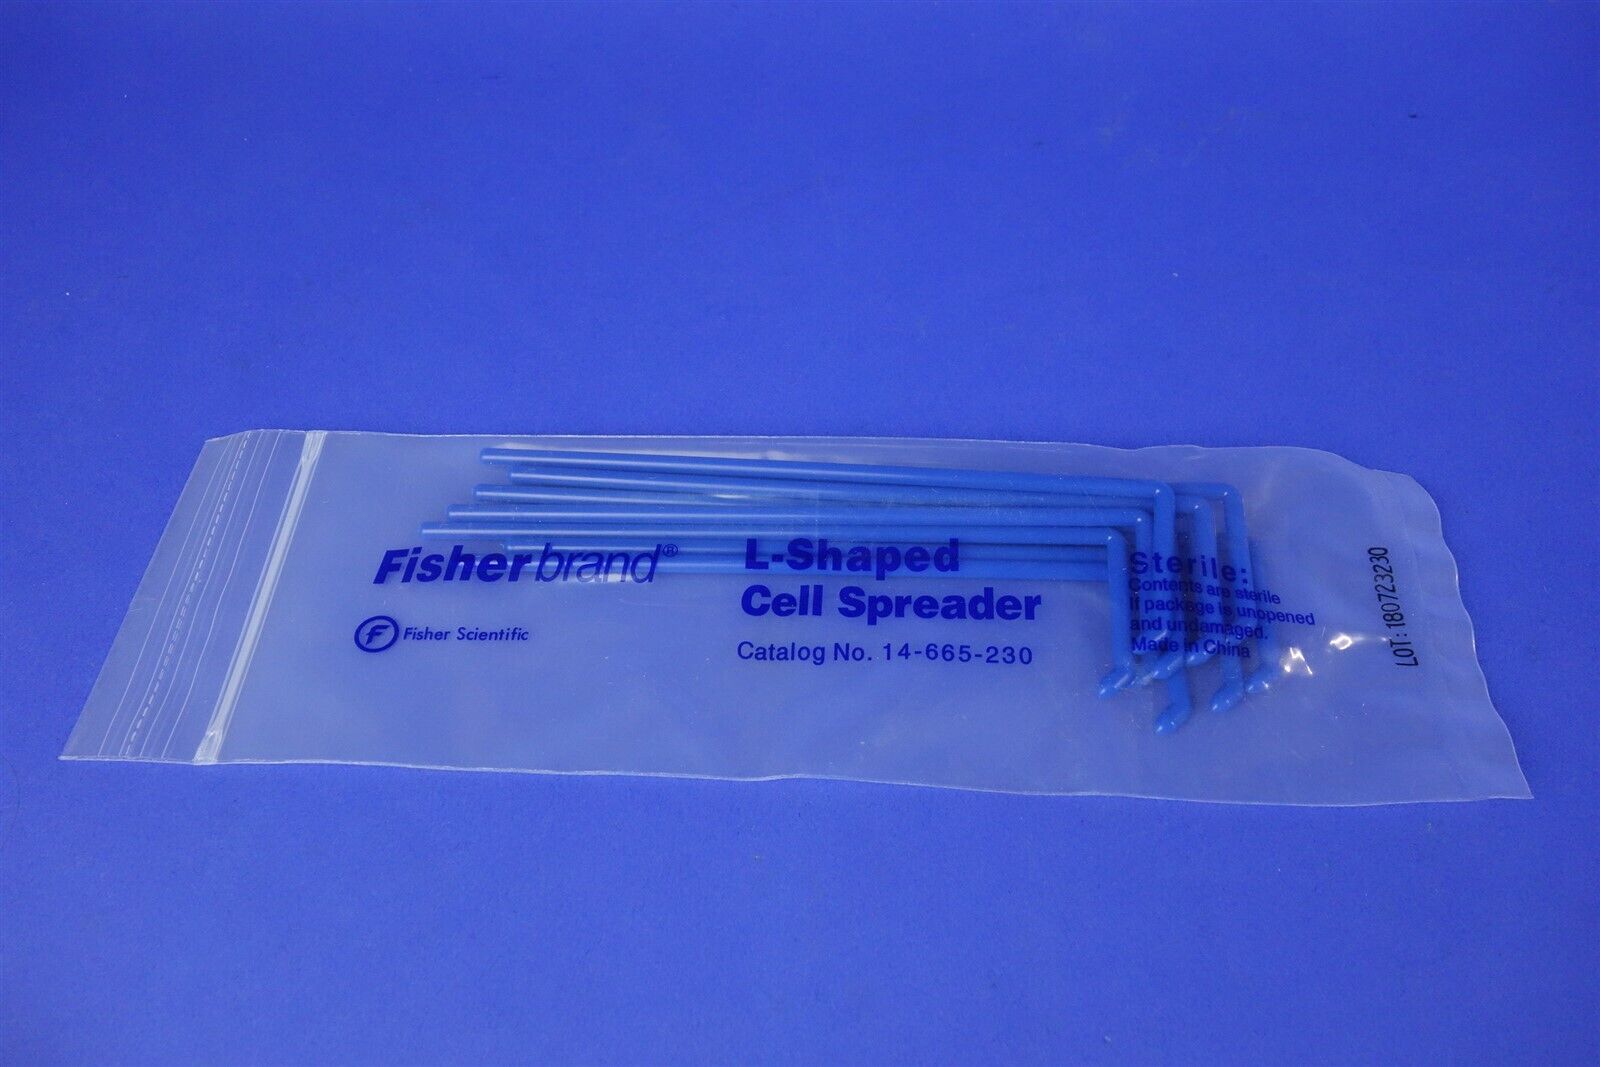 Fisherbrand®
F Fisher Scientific
L-Shaped
Cell Spreader
Catalog No. 14-665-230
Sterile:
Contents are sterile
if package is unopened
and undamaged.
Made in China
LOT: 180723230